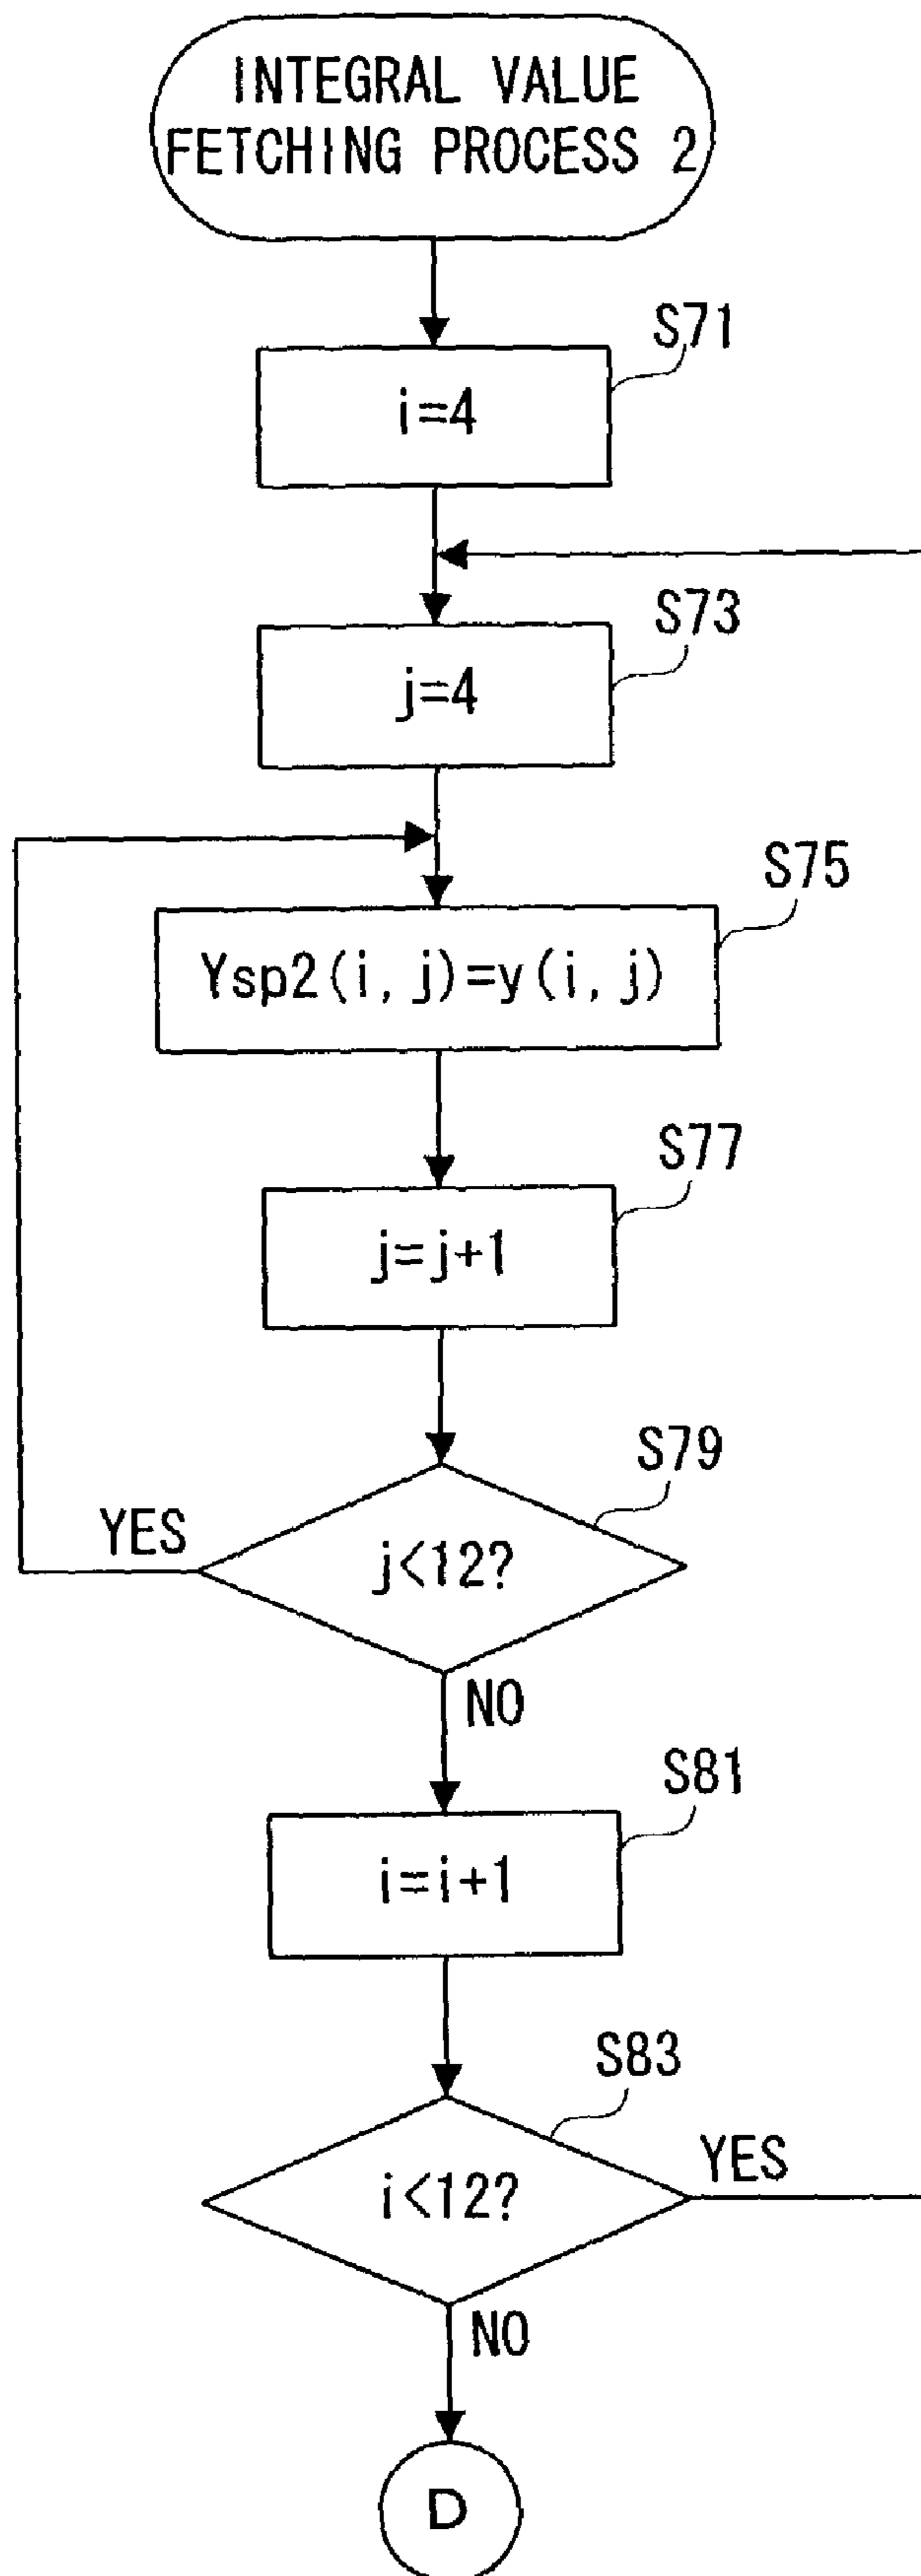 INTEGRAL VALUE
FETCHING PROCESS 2
S71
i=4
S73
j=4
S75
Ysp2(i, j)=y(i, j)
S77
j=j+1
S79
YES
j<12?
NO
S81
i=i+1
S83
YES
i<12?
NO
D